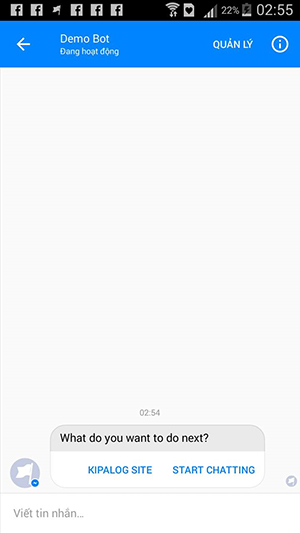 22% 02:55
Demo Bot
Đang hoạt động
QUẢN LÝ
02:54
What do you want to do next?
KIPALOG SITE START CHATTING
Viết tin nhắn...